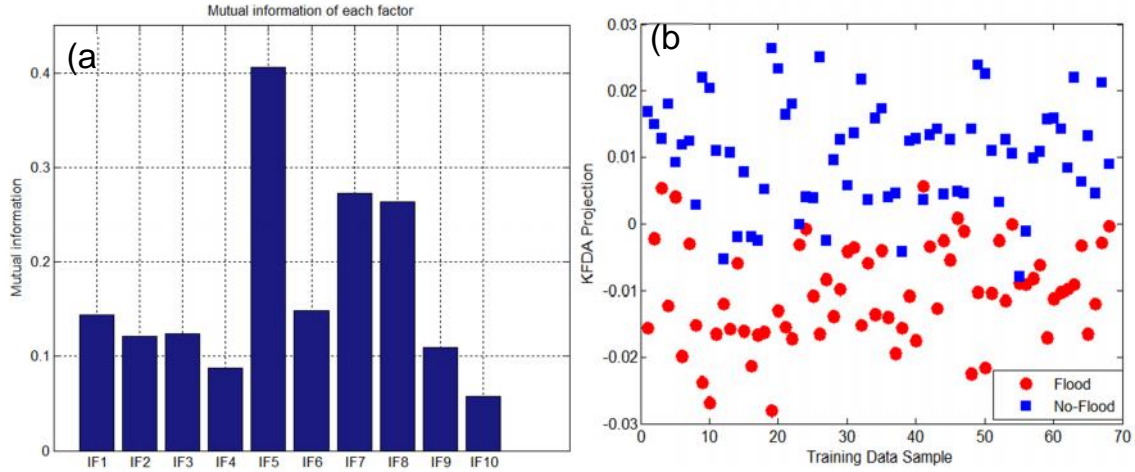 Mutual information of each factor
(a
Mutual information
0.4
0.3
0.2
0.1
0
IF1 IF2 IF3 IF4 IF5 IF6 IF7 IF8 IF9 IF10
(b)
KFDA Projection
0.03
0.02
0.01
0
-0.01
-0.02
-0.03
Flood
No-Flood
0 10 20 30 40 50 60 70
Training Data Sample